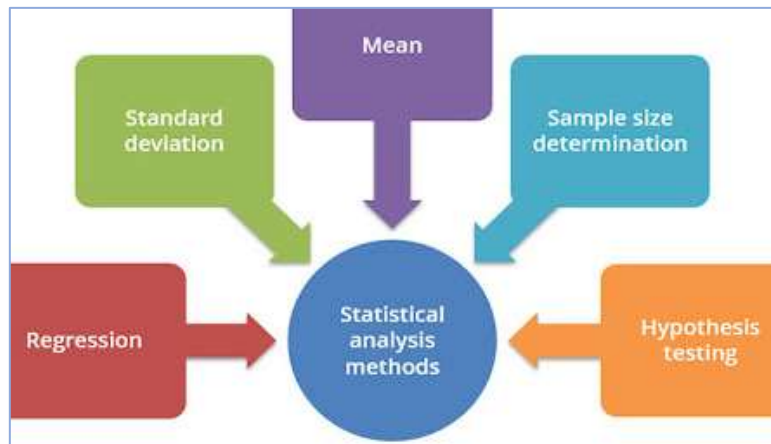 Mean
Standard
deviation
Sample size
determination
Regression
Statistical
analysis
methods
Hypothesis
testing